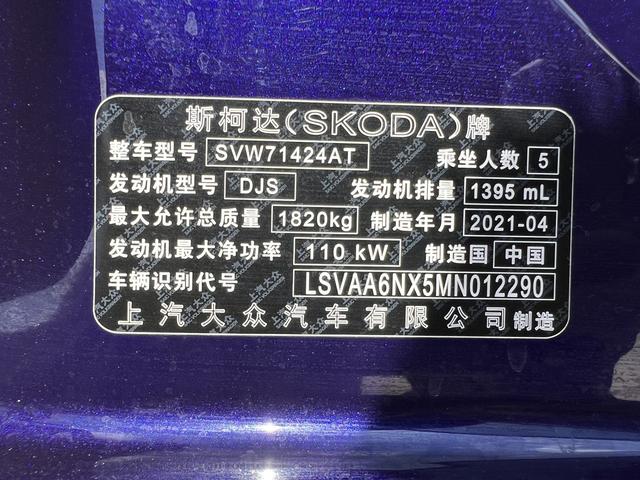 斯柯达(SKODA)牌
整车型号 SVW71424AT 乘坐人数 5
发动机型号 DJS 发动机排量 1395 mL
最大允许总质量 1820kg 制造年月 2021-04
发动机最大净功率 110 kW 制造国 中国
车辆识别代号 LSVAA6NX5MN012290
上汽大众汽车有限公司 制造